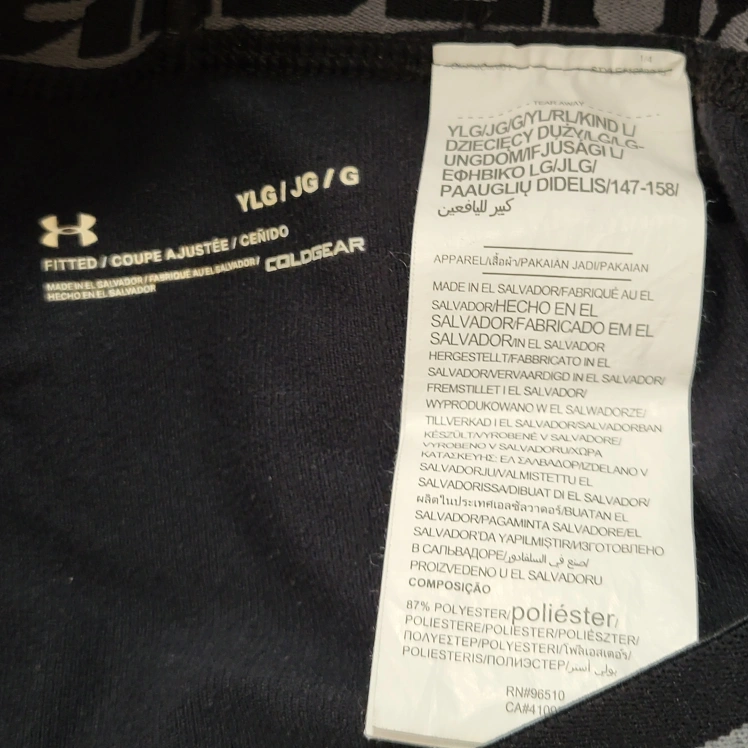 YLG / JG / G
FITTED / COUPE AJUSTÉE / CEÑIDO
COLDGEAR
MADE IN EL SALVADOR / FABRIQUÉ AU EL SALVADOR /
HECHO EN EL SALVADOR
TEAR AWAY
YLG/JG/G/YL/RL/KIND L/
DZIECIĘCY DUŻY/LG/LG-
UNGDOM/IFJÚSÁGI L/
ΕΦΗΒΙΚΟ LG/JLG/
PAAUGLIŲ DIDELIS/147-158/
كبير لليافعين
APPAREL/เสื้อผ้า/PAKAIAN JADI/PAKAIAN
MADE IN EL SALVADOR/FABRIQUÉ AU EL
SALVADOR/HECHO EN EL
SALVADOR/FABRICADO EM EL
SALVADOR/IN EL SALVADOR
HERGESTELLT/FABBRICATO IN EL
SALVADOR/VERVAARDIGD IN EL SALVADOR/
FREMSTILLET I EL SALVADOR/
WYPRODUKOWANO W EL SALWADORZE/
TILLVERKAD I EL SALVADOR/SALVADORBAN
KÉSZÜLT/VYROBENÉ V SALVADORE/
VYROBENO V SALVADORU/ΧΩΡΑ
ΚΑΤΑΣΚΕΥΗΣ: ΕΛ ΣΑΛΒΑΔΟΡ/IZDELANO V
SALVADORJU/VALMISTETTU EL
SALVADORISSA/DIBUAT DI EL SALVADOR/
ผลิตในประเทศเอลซัลวาดอร์/BUATAN EL
SALVADOR/PAGAMINTA SALVADORE/EL
SALVADOR'DA YAPILMIŞTIR/ИЗГОТОВЛЕНО
В САЛЬВАДОРЕ/صنع في السلفادور/
PROIZVEDENO U EL SALVADORU
COMPOSIÇÃO
87% POLYESTER/poliéster/
POLIESTERE/POLIESTER/POLIÉSZTER/
ΠΟΛΥΕΣΤΕΡ/POLYESTERI/โพลีเอสเตอร์/
POLIESTERIS/ПОЛИЭСТЕР/بولي استر/
RN#96510